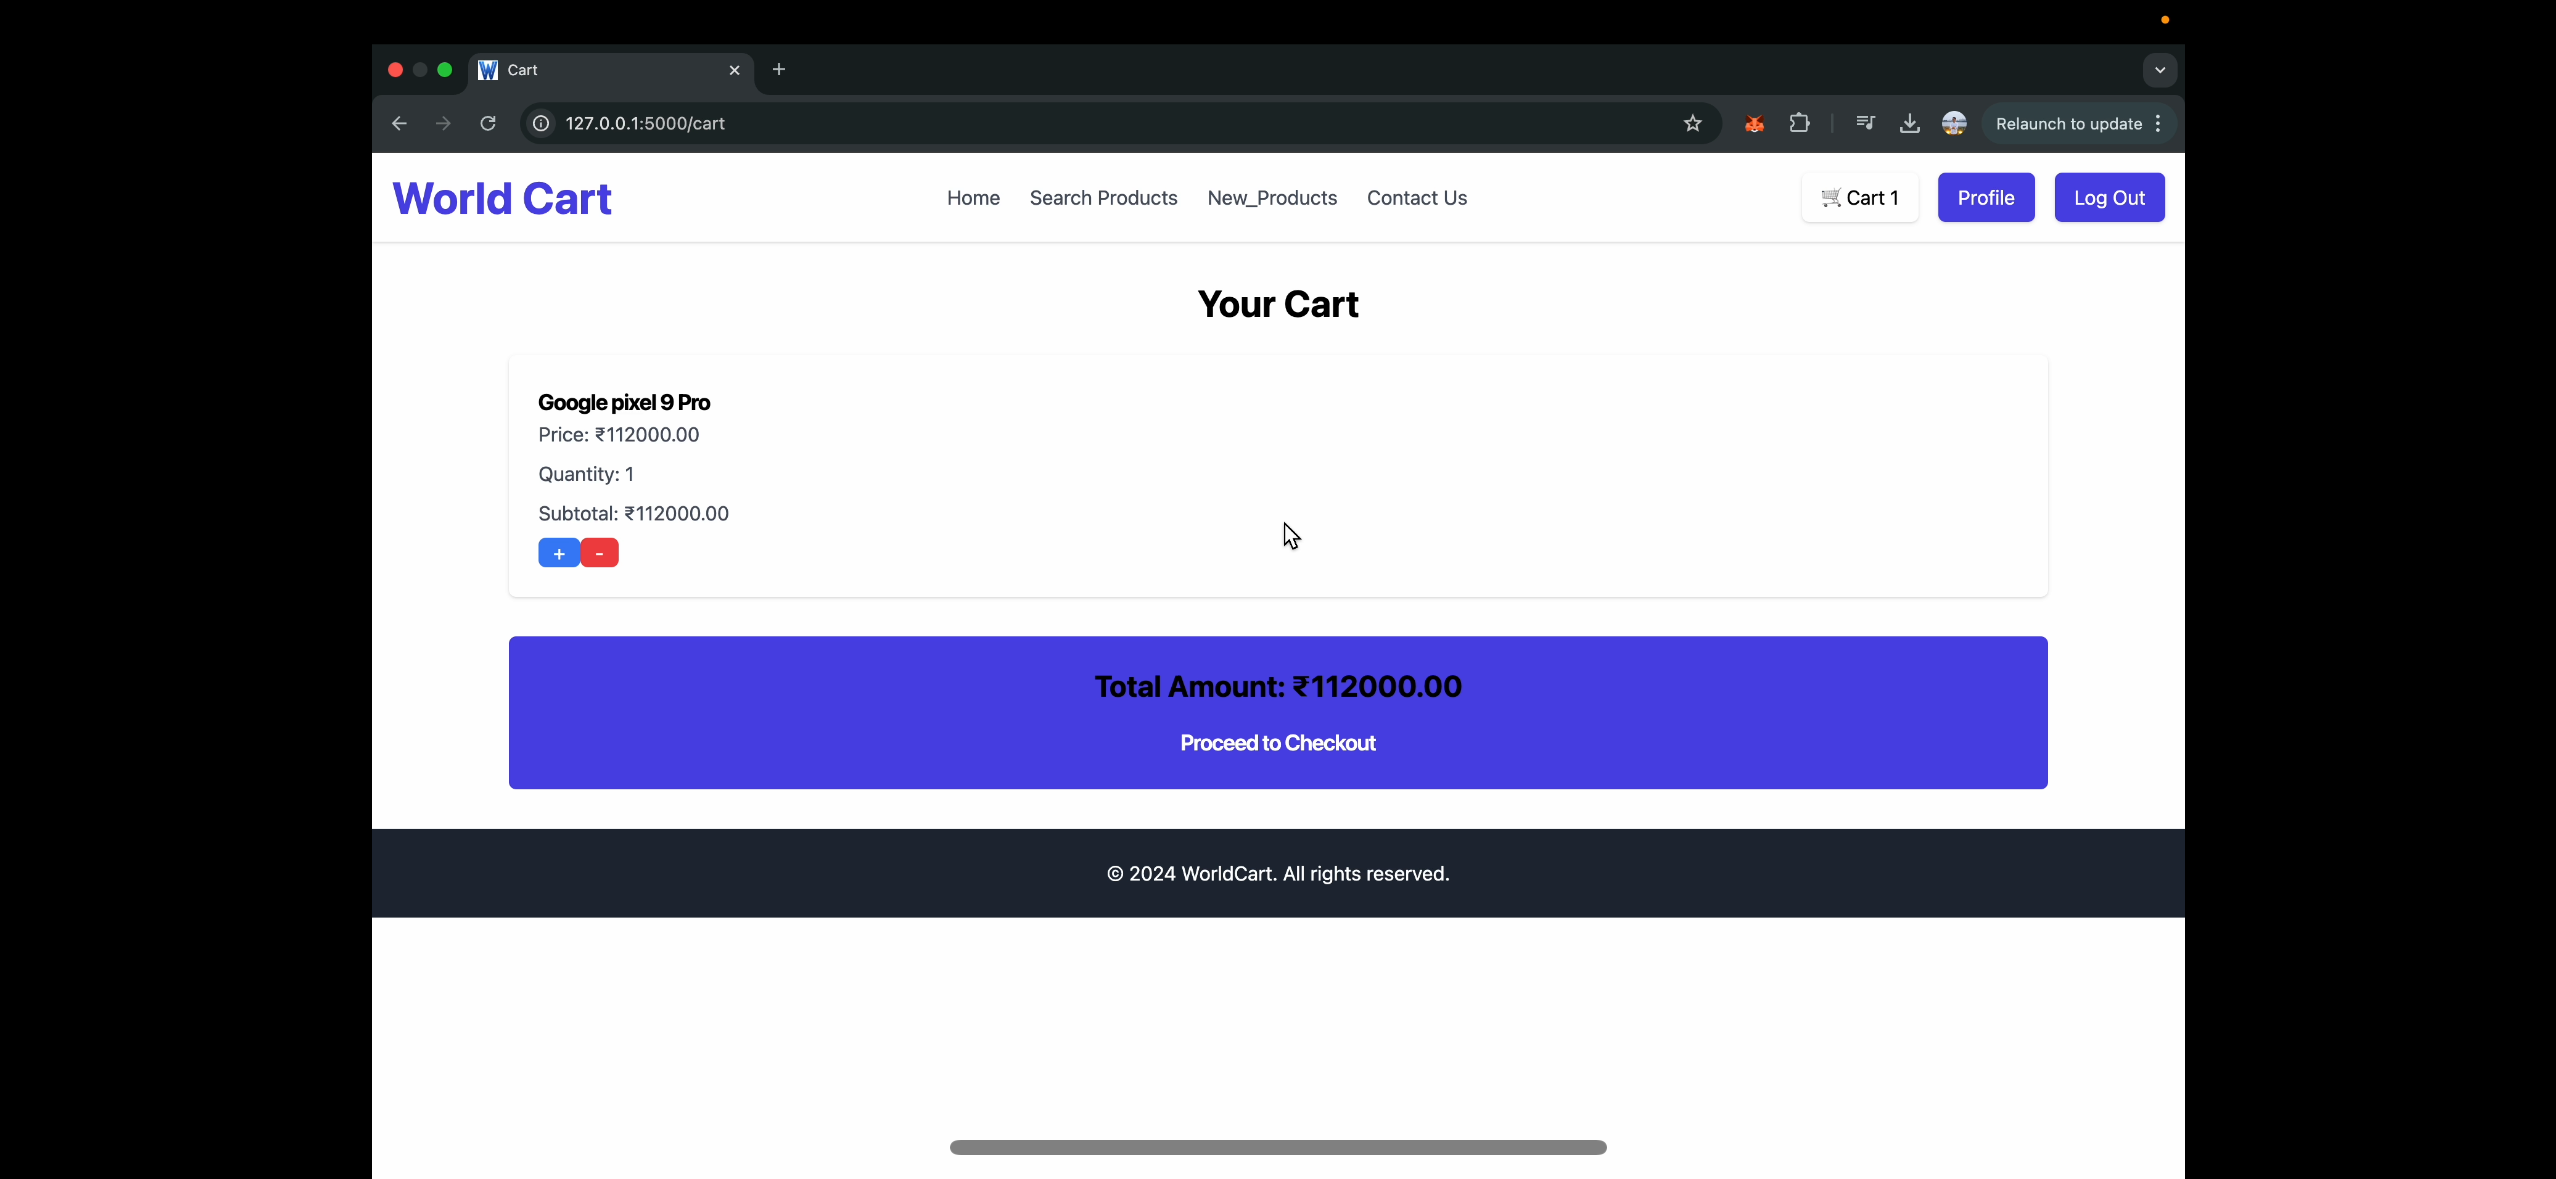 Cart
127.0.0.1:5000/cart
Relaunch to update
World Cart
Home
Search Products
New_Products
Contact Us
Cart 1
Profile
Log Out
Your Cart
Google pixel 9 Pro
Price: ₹112000.00
Quantity: 1
Subtotal: ₹112000.00
+ -
Total Amount: ₹112000.00
Proceed to Checkout
© 2024 WorldCart. All rights reserved.